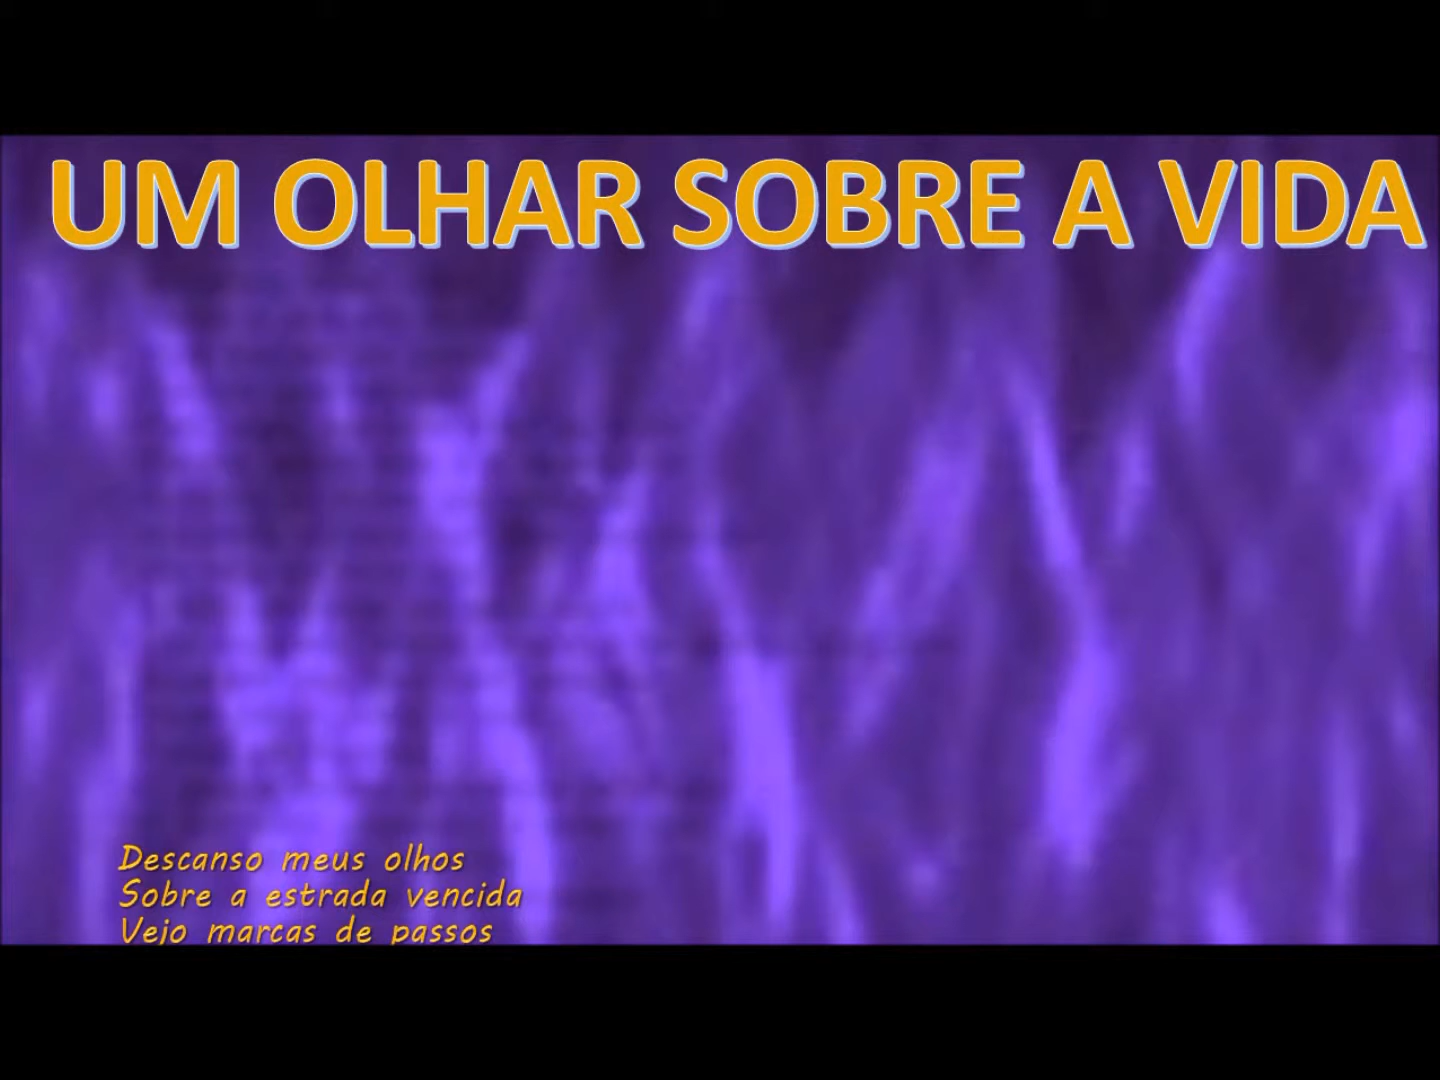 UM OLHAR SOBRE A VIDA
Descanso meus olhos
Sobre a estrada vencida
Vejo marcas de passos